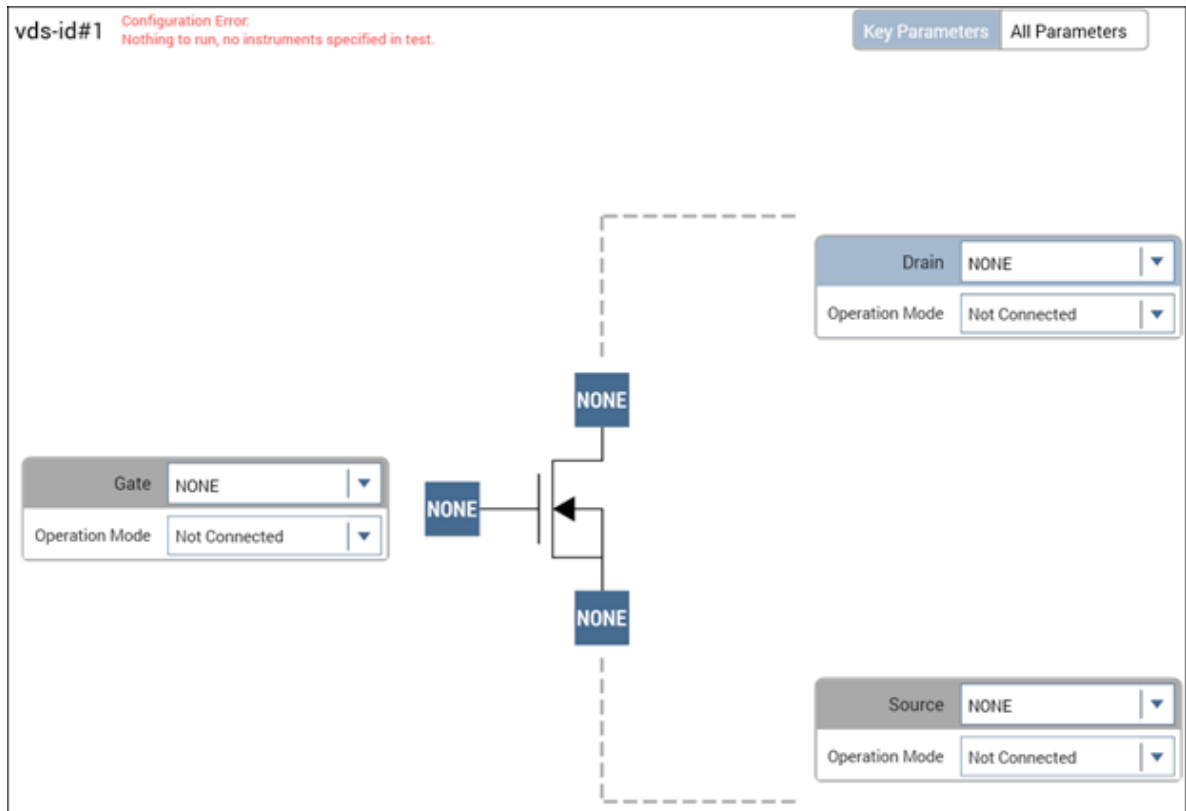 vds-id#1
Configuration Error:
Nothing to run, no instruments specified in test.
Key Parameters
All Parameters
Drain
NONE
Operation Mode
Not Connected
NONE
Gate
NONE
Operation Mode
Not Connected
NONE
NONE
Source
NONE
Operation Mode
Not Connected